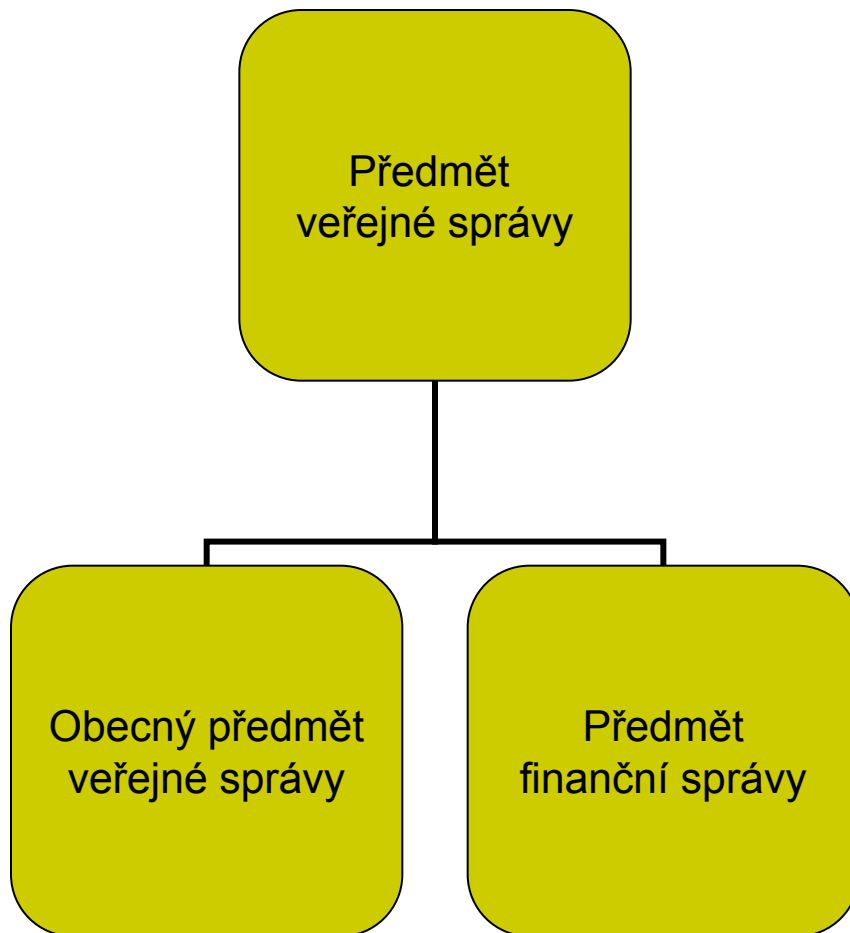 Předmět
veřejné správy
Obecný předmět
veřejné správy
Předmět
finanční správy